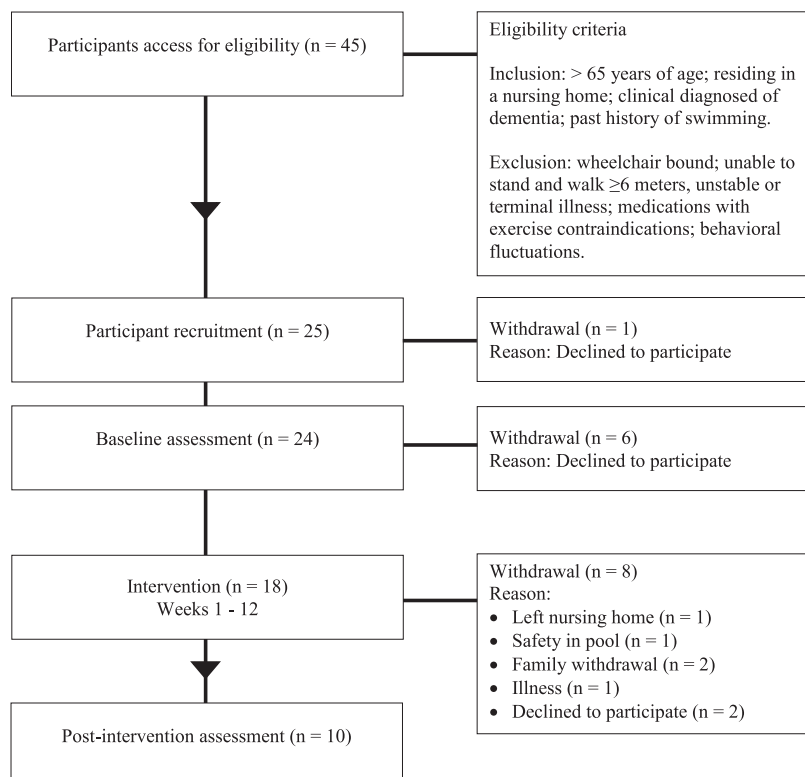 Participants access for eligibility (n = 45)
Eligibility criteria
Inclusion: > 65 years of age; residing in
a nursing home; clinical diagnosed of
dementia; past history of swimming.
Exclusion: wheelchair bound; unable to
stand and walk ≥6 meters, unstable or
terminal illness; medications with
exercise contraindications; behavioral
fluctuations.
Participant recruitment (n = 25)
Withdrawal (n = 1)
Reason: Declined to participate
Baseline assessment (n = 24)
Withdrawal (n = 6)
Reason: Declined to participate
Intervention (n = 18)
Weeks 1 - 12
Withdrawal (n = 8)
Reason:
• Left nursing home (n = 1)
• Safety in pool (n = 1)
• Family withdrawal (n = 2)
• Illness (n = 1)
• Declined to participate (n = 2)
Post-intervention assessment (n = 10)